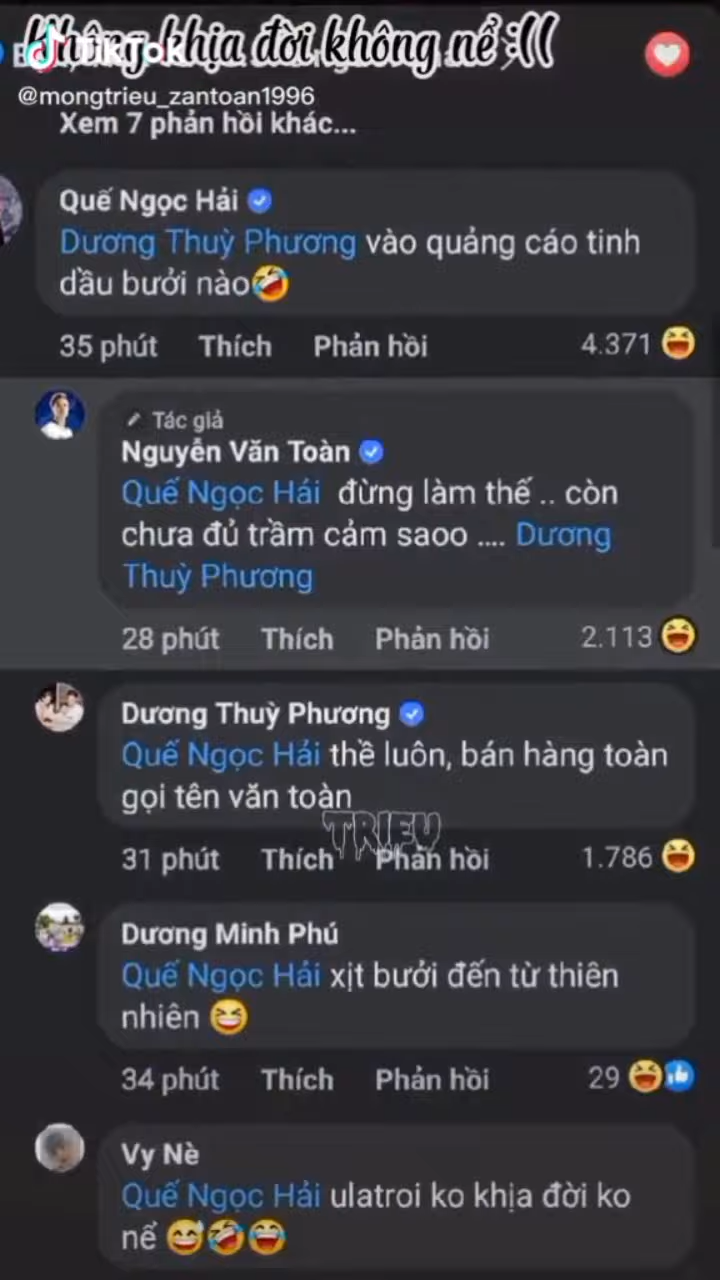 Không khịa đời không nể :((
TikTok
@mongtrieu_zantoan1996
Xem 7 phản hồi khác...
Quế Ngọc Hải
Dương Thuỳ Phương vào quảng cáo tinh
dầu bưởi nào🤣
35 phút Thích Phản hồi 4.371 😆
Tác giả
Nguyễn Văn Toàn
Quế Ngọc Hải đừng làm thế .. còn
chưa đủ trầm cảm saoo .... Dương
Thuỳ Phương
28 phút Thích Phản hồi 2.113 😆
Dương Thuỳ Phương
Quế Ngọc Hải thề luôn, bán hàng toàn
gọi tên văn toàn
TRIEU
31 phút Thích Phản hồi 1.786 😆
Dương Minh Phú
Quế Ngọc Hải xịt bưởi đến từ thiên
nhiên 😆
34 phút Thích Phản hồi 29 😆👍
Vy Nè
Quế Ngọc Hải ulatroi ko khịa đời ko
nể 😅🤣😂